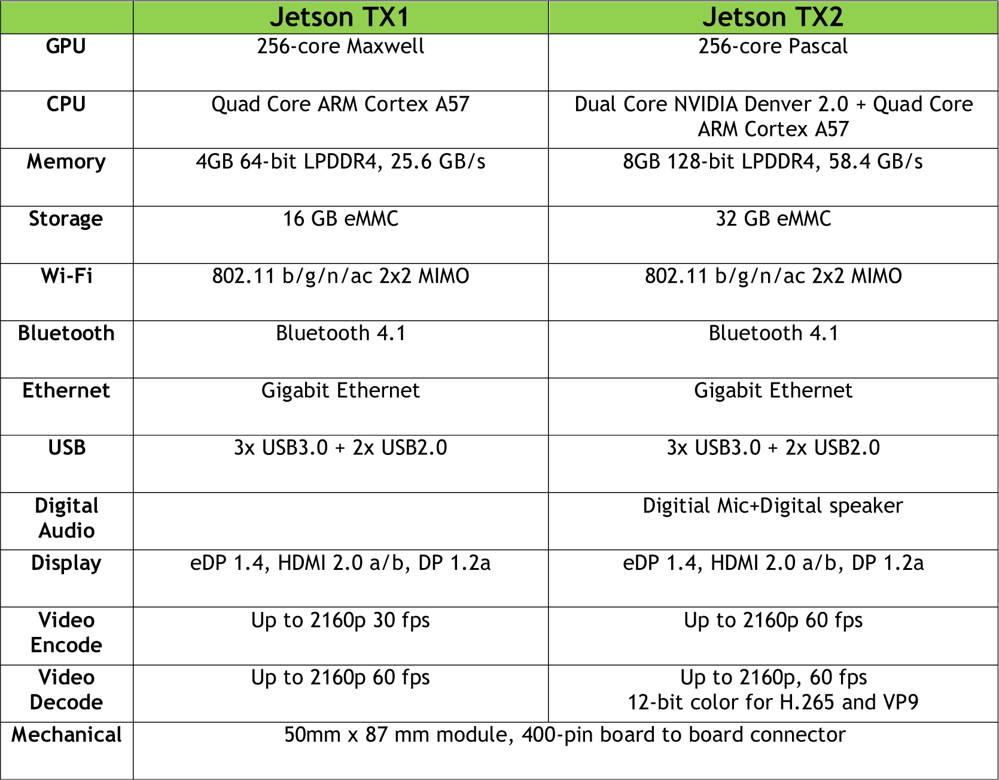 Jetson TX1 Jetson TX2
GPU 256-core Maxwell 256-core Pascal
CPU Quad Core ARM Cortex A57 Dual Core NVIDIA Denver 2.0 + Quad Core
ARM Cortex A57
Memory 4GB 64-bit LPDDR4, 25.6 GB/s 8GB 128-bit LPDDR4, 58.4 GB/s
Storage 16 GB eMMC 32 GB eMMC
Wi-Fi 802.11 b/g/n/ac 2x2 MIMO 802.11 b/g/n/ac 2x2 MIMO
Bluetooth Bluetooth 4.1 Bluetooth 4.1
Ethernet Gigabit Ethernet Gigabit Ethernet
USB 3x USB3.0 + 2x USB2.0 3x USB3.0 + 2x USB2.0
Digital Digitial Mic+Digital speaker
Audio
Display eDP 1.4, HDMI 2.0 a/b, DP 1.2a eDP 1.4, HDMI 2.0 a/b, DP 1.2a
Video Up to 2160p 30 fps Up to 2160p 60 fps
Encode
Video Up to 2160p 60 fps Up to 2160p, 60 fps
Decode 12-bit color for H.265 and VP9
Mechanical 50mm x 87 mm module, 400-pin board to board connector